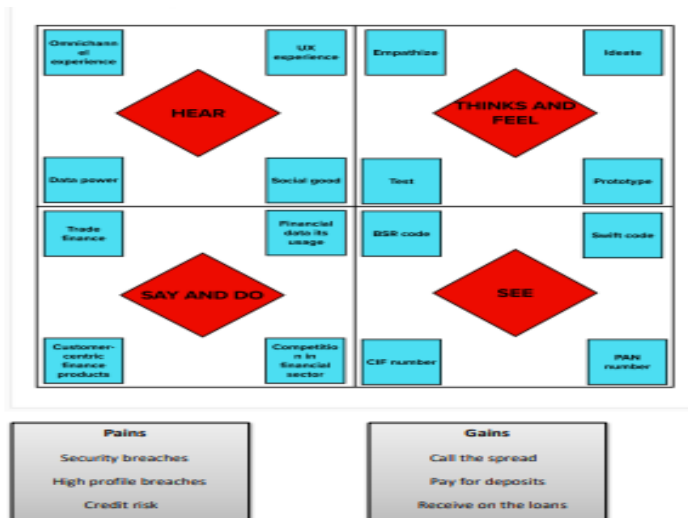 Omnichann
el
experience
UX
experience
Empathize
Ideate
HEAR
THINKS AND
FEEL
Data power
Social good
Test
Prototype
Trade
finance
Financial
data its
usage
BSR code
Swift code
SAY AND DO
SEE
Customer-
centric
finance
products
Competitio
n in
financial
sector
CIF number
PAN
number
Pains
Security breaches
High profile breaches
Credit risk
Gains
Call the spread
Pay for deposits
Receive on the loans